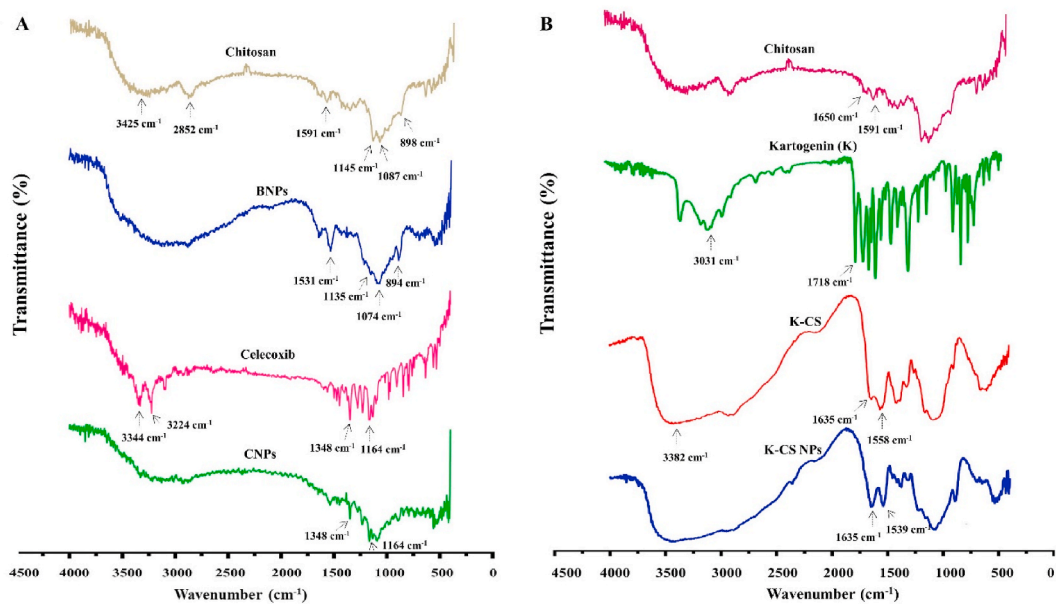 A
Chitosan
3425 cm⁻¹
2852 cm⁻¹
1591 cm⁻¹
1145 cm⁻¹
1087 cm⁻¹
898 cm⁻¹
BNPs
1531 cm⁻¹
1135 cm⁻¹
1074 cm⁻¹
894 cm⁻¹
Celecoxib
3344 cm⁻¹
3224 cm⁻¹
1348 cm⁻¹
1164 cm⁻¹
CNPs
1348 cm⁻¹
1164 cm⁻¹
Transmittance (%)
4500 4000 3500 3000 2500 2000 1500 1000 500 0
Wavenumber (cm⁻¹)
B
Chitosan
1650 cm⁻¹
1591 cm⁻¹
Kartogenin (K)
3031 cm⁻¹
1718 cm⁻¹
K-CS
3382 cm⁻¹
1635 cm⁻¹
1558 cm⁻¹
K-CS NPs
1635 cm⁻¹
1539 cm⁻¹
Transmittance (%)
4500 4000 3500 3000 2500 2000 1500 1000 500 0
Wavenumber (cm⁻¹)